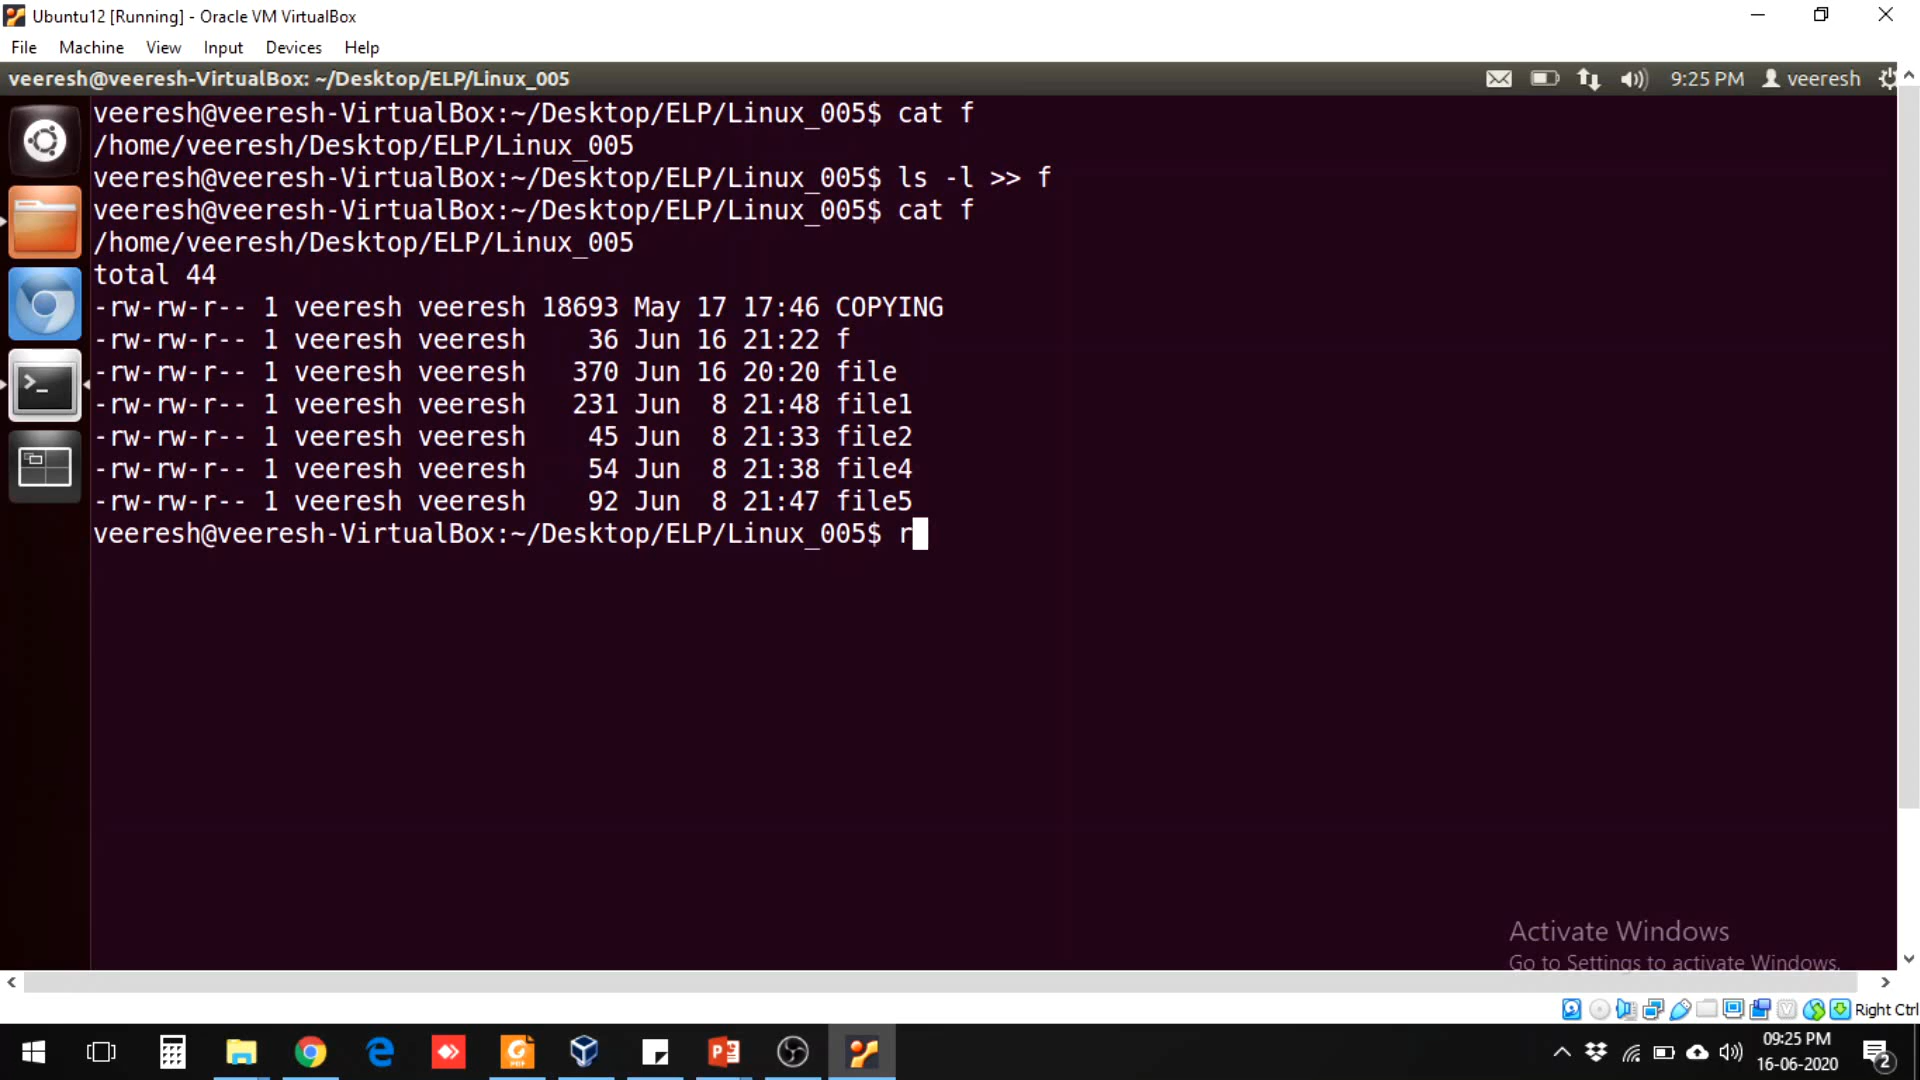 Ubuntu12 [Running] - Oracle VM VirtualBox
File Machine View Input Devices Help
veeresh@veeresh-VirtualBox: ~/Desktop/ELP/Linux_005 9:25 PM veeresh
veeresh@veeresh-VirtualBox:~/Desktop/ELP/Linux_005$ cat f
/home/veeresh/Desktop/ELP/Linux_005
veeresh@veeresh-VirtualBox:~/Desktop/ELP/Linux_005$ ls -l >> f
veeresh@veeresh-VirtualBox:~/Desktop/ELP/Linux_005$ cat f
/home/veeresh/Desktop/ELP/Linux_005
total 44
-rw-rw-r-- 1 veeresh veeresh 18693 May 17 17:46 COPYING
-rw-rw-r-- 1 veeresh veeresh    36 Jun 16 21:22 f
-rw-rw-r-- 1 veeresh veeresh   370 Jun 16 20:20 file
-rw-rw-r-- 1 veeresh veeresh   231 Jun  8 21:48 file1
-rw-rw-r-- 1 veeresh veeresh    45 Jun  8 21:33 file2
-rw-rw-r-- 1 veeresh veeresh    54 Jun  8 21:38 file4
-rw-rw-r-- 1 veeresh veeresh    92 Jun  8 21:47 file5
veeresh@veeresh-VirtualBox:~/Desktop/ELP/Linux_005$ r
Activate Windows
Go to Settings to activate Windows.
Right Ctrl
09:25 PM
16-06-2020
2